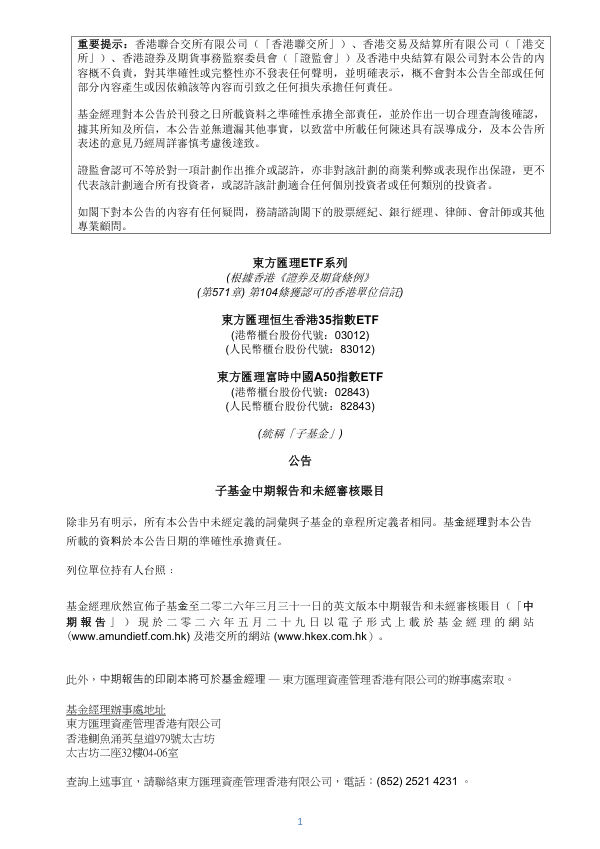 重要提示：香港聯合交所有限公司（「香港聯交所」）、香港交易及結算所有限公司（「港交
所」）、香港證券及期貨事務監察委員會（「證監會」）及香港中央結算有限公司對本公告的內
容概不負責，對其準確性或完整性亦不發表任何聲明，並明確表示，概不會對本公告全部或任何
部分內容產生或因依賴該等內容而引致之任何損失承擔任何責任。
基金經理對本公告於刊發之日所載資料之準確性承擔全部責任，並於作出一切合理查詢後確認，
據其所知及所信，本公告並無遺漏其他事實，以致當中所載任何陳述具有誤導成分，及本公告所
表述的意見乃經周詳審慎考慮後達致。
證監會認可不等於對一項計劃作出推介或認許，亦非對該計劃的商業利弊或表現作出保證，更不
代表該計劃適合所有投資者，或認許該計劃適合任何個別投資者或任何類別的投資者。
如閣下對本公告的內容有任何疑問，務請諮詢閣下的股票經紀、銀行經理、律師、會計師或其他
專業顧問。
東方匯理ETF系列
(根據香港《證券及期貨條例》
(第571章) 第104條獲認可的香港單位信託)
東方匯理恒生香港35指數ETF
(港幣櫃台股份代號：03012)
(人民幣櫃台股份代號：83012)
東方匯理富時中國A50指數ETF
(港幣櫃台股份代號：02843)
(人民幣櫃台股份代號：82843)
(統稱「子基金」)
公告
子基金中期報告和未經審核賬目
除非另有明示，所有本公告中未經定義的詞彙與子基金的章程所定義者相同。基金經理對本公告
所載的資料於本公告日期的準確性承擔責任。
列位單位持有人台照：
基金經理欣然宣佈子基金至二零二六年三月三十一日的英文版本中期報告和未經審核賬目（「中
期報告」）現於二零二六年五月二十九日以電子形式上載於基金經理的網站
(www.amundietf.com.hk) 及港交所的網站 (www.hkex.com.hk）。
此外，中期報告的印刷本將可於基金經理 — 東方匯理資產管理香港有限公司的辦事處索取。
基金經理辦事處地址
東方匯理資產管理香港有限公司
香港鰂魚涌英皇道979號太古坊
太古坊二座32樓04-06室
查詢上述事宜，請聯絡東方匯理資產管理香港有限公司，電話：(852) 2521 4231 。
1